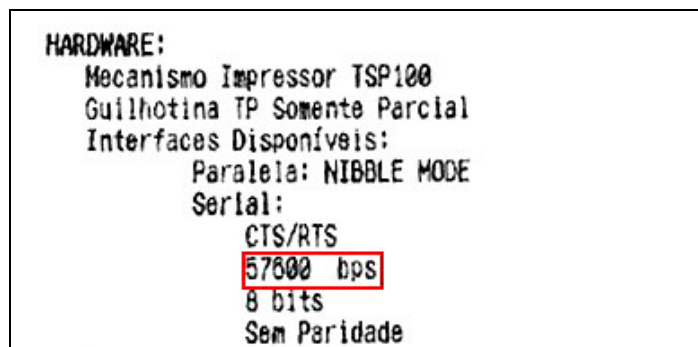 HARDWARE:
Mecanismo Impressor TSP100
Guilhotina TP Somente Parcial
Interfaces Disponíveis:
Paralela: NIBBLE MODE
Serial:
CTS/RTS
57600 bps
8 bits
Sem Paridade